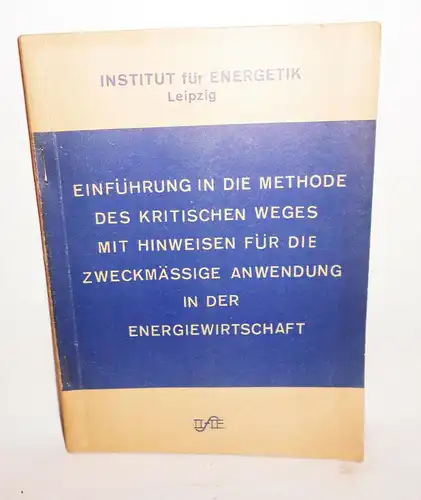 INSTITUT für ENERGETIK
Leipzig
EINFÜHRUNG IN DIE METHODE
DES KRITISCHEN WEGES
MIT HINWEISEN FÜR DIE
ZWECKMÄSSIGE ANWENDUNG
IN DER
ENERGIEWIRTSCHAFT
IfE